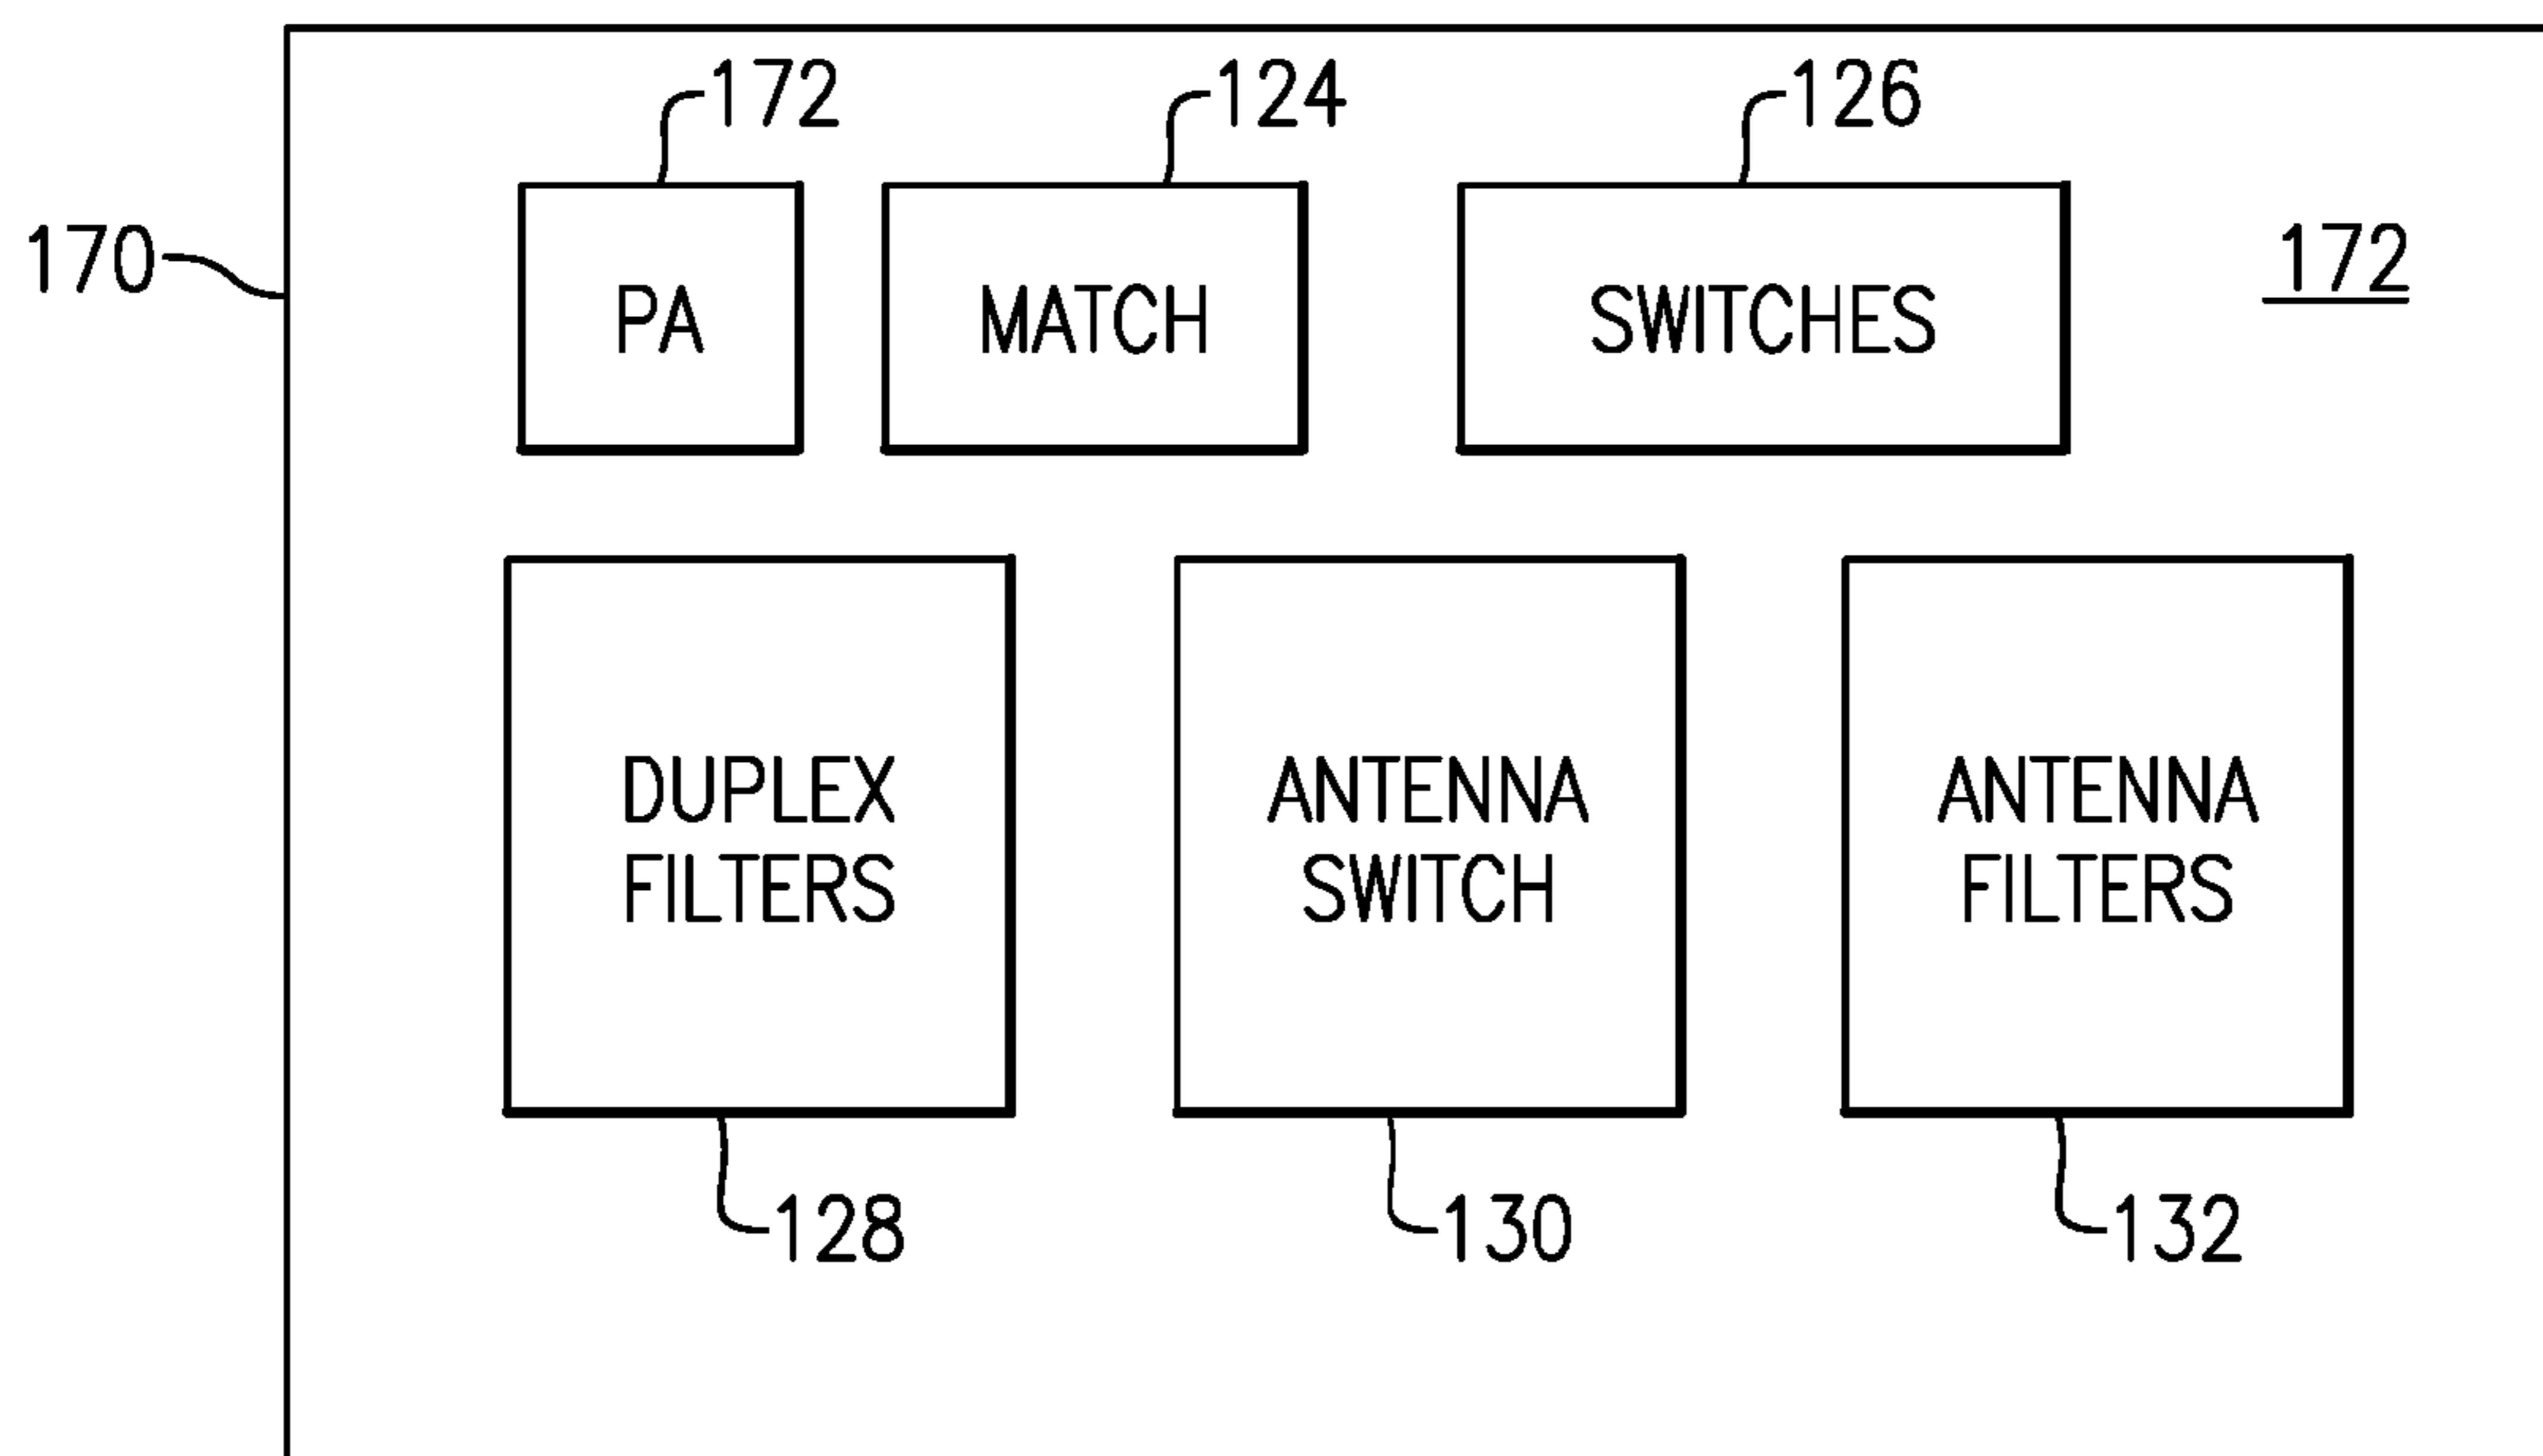 172
124
126
170
172
PA
MATCH
SWITCHES
DUPLEX
FILTERS
ANTENNA
SWITCH
ANTENNA
FILTERS
128
130
132